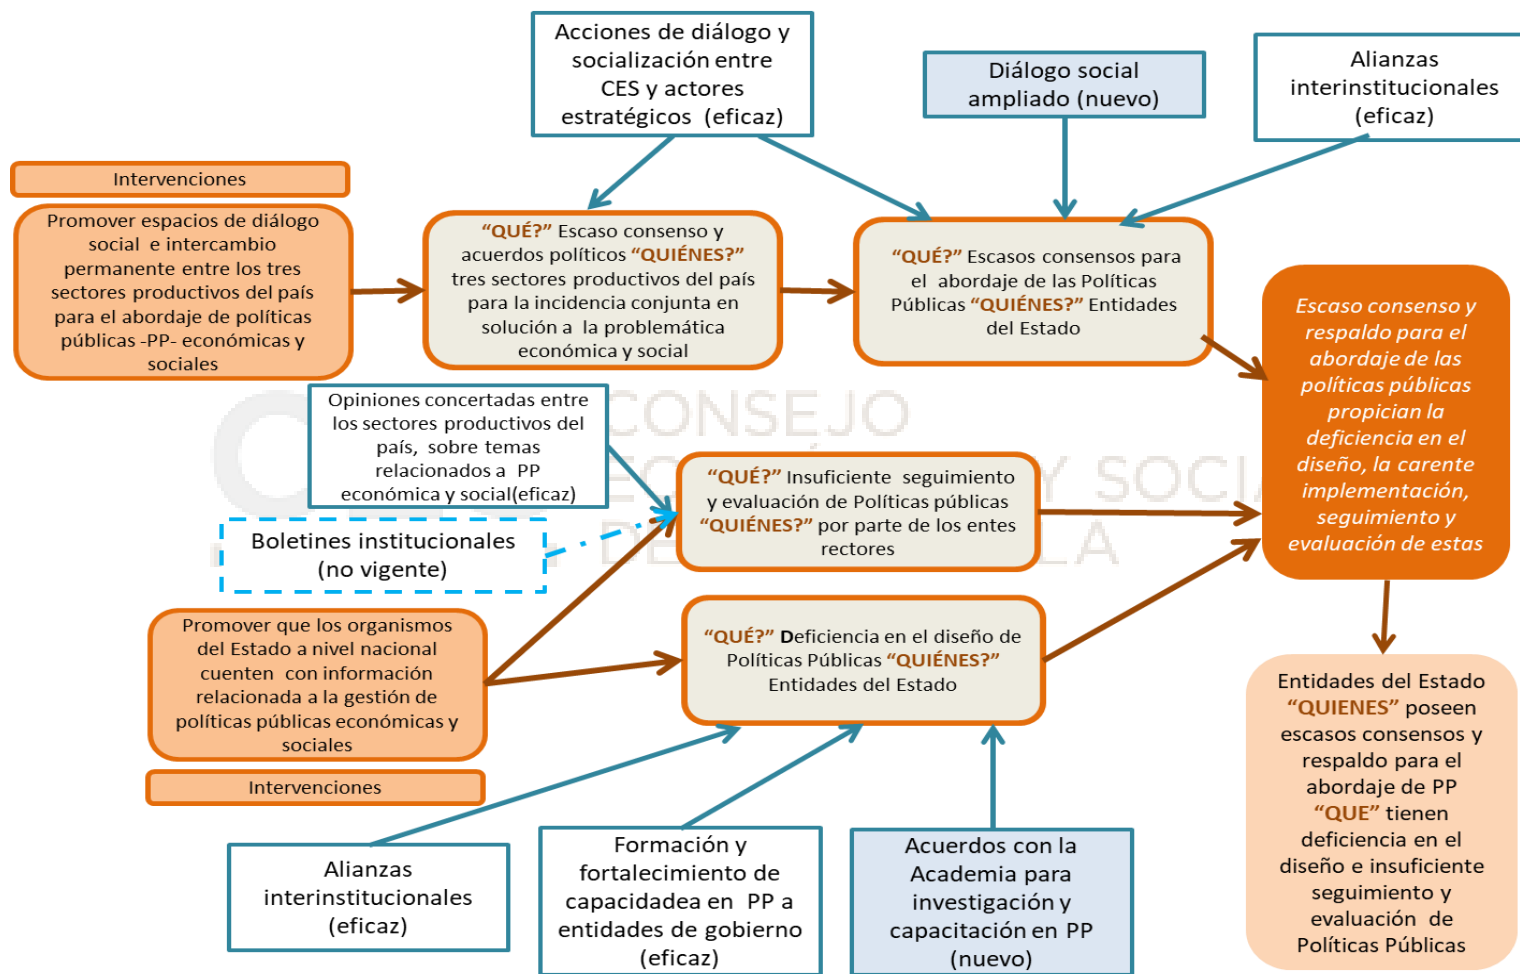 Acciones de diálogo y
socialización entre
CES y actores
estratégicos (eficaz)
Diálogo social
ampliado (nuevo)
Alianzas
interinstitucionales
(eficaz)
Intervenciones
Promover espacios de diálogo
social e intercambio
permanente entre los tres
sectores productivos del país
para el abordaje de políticas
públicas -PP- económicas y
sociales
“QUÉ?” Escaso consenso y
acuerdos políticos “QUIÉNES?”
tres sectores productivos del país
para la incidencia conjunta en
solución a la problemática
económica y social
“QUÉ?” Escasos consensos para
el abordaje de las Políticas
Públicas “QUIÉNES?” Entidades
del Estado
Escaso consenso y
respaldo para el
abordaje de las
políticas públicas
propician la
deficiencia en el
diseño, la carente
implementación,
seguimiento y
evaluación de estas
Opiniones concertadas entre
los sectores productivos del
país, sobre temas
relacionados a PP
económica y social(eficaz)
CONSEJO
Y SOCI
DE
LA
“QUÉ?” Insuficiente seguimiento
y evaluación de Políticas públicas
“QUIÉNES?” por parte de los entes
rectores
Boletines institucionales
(no vigente)
Promover que los organismos
del Estado a nivel nacional
cuenten con información
relacionada a la gestión de
políticas públicas económicas y
sociales
Intervenciones
“QUÉ?” Deficiencia en el diseño de
Políticas Públicas “QUIÉNES?”
Entidades del Estado
Entidades del Estado
“QUIENES” poseen
escasos consensos y
respaldo para el
abordaje de PP
“QUE” tienen
deficiencia en el
diseño e insuficiente
seguimiento y
evaluación de
Políticas Públicas
Alianzas
interinstitucionales
(eficaz)
Formación y
fortalecimiento de
capacidadea en PP a
entidades de gobierno
(eficaz)
Acuerdos con la
Academia para
investigación y
capacitación en PP
(nuevo)